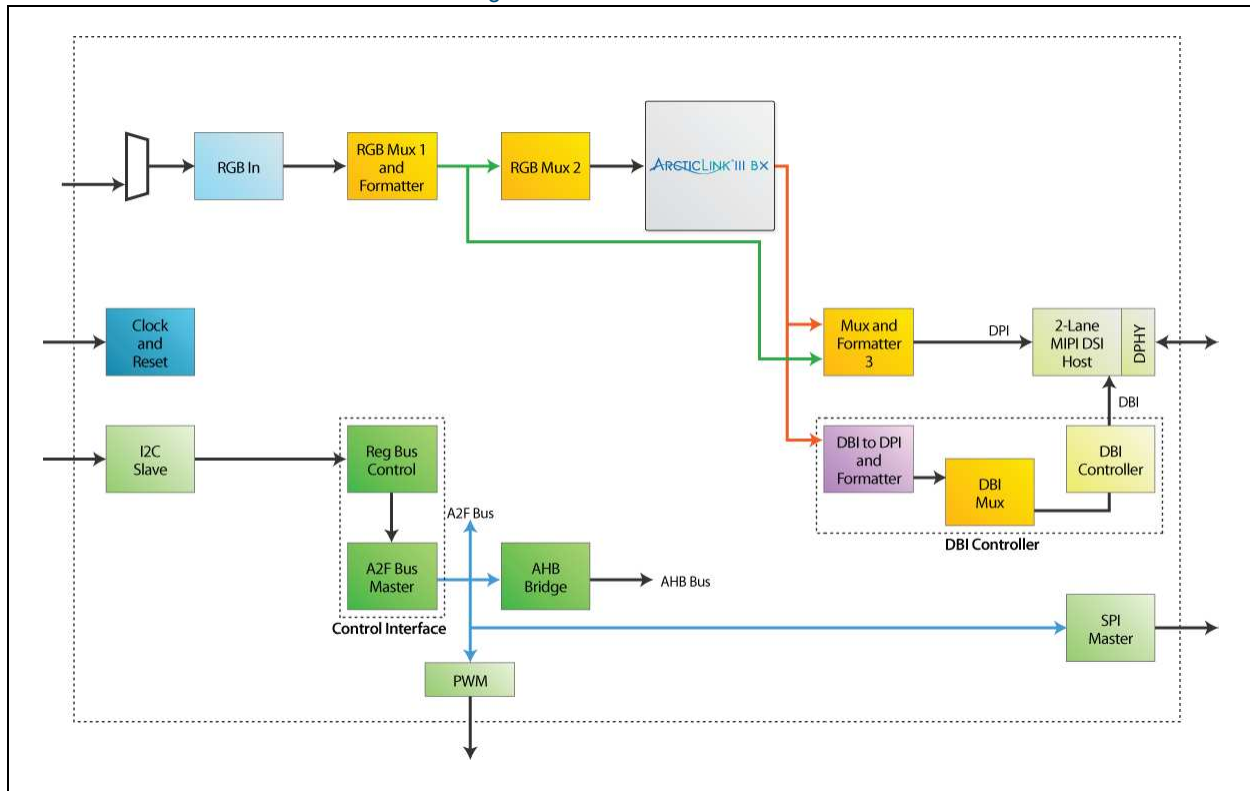 RGB In
RGB Mux 1
and
Formatter
RGB Mux 2
ARCTICLINK III BX
Clock
and
Reset
Mux and
Formatter
3
DPI
2-Lane
MIPI DSI
Host
DPHY
DBI
I2C
Slave
Reg Bus
Control
DBI to DPI
and
Formatter
DBI
Mux
DBI
Controller
DBI Controller
A2F Bus
A2F Bus
Master
AHB
Bridge
AHB Bus
Control Interface
SPI
Master
PWM